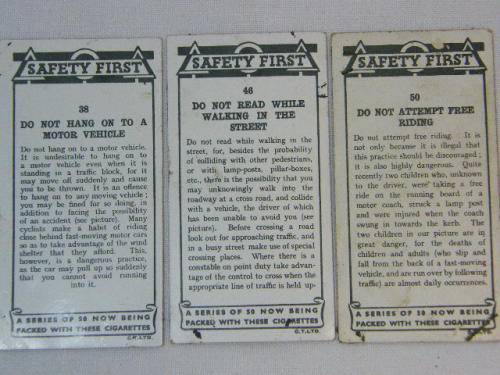 SAFETY FIRST
38
DO NOT HANG ON TO A
MOTOR VEHICLE
Do not hang on to a motor vehicle.
It is undesirable to hang on to
a motor vehicle even when it is
standing in a traffic block, for it
may move off suddenly and cause
you to be thrown. It is an offence
to hang on to any moving vehicle ;
you may be fined for so doing, in
addition to facing the possibility
of an accident (see picture). Many
cyclists make a habit of riding
close behind fast-moving motor cars
so as to take advantage of the wind
shelter that they afford. This,
however, is a dangerous practice,
as the car may pull up so suddenly
that you cannot avoid running
into it.
A SERIES OF 50 NOW BEING
PACKED WITH THESE CIGARETTES
C.T. LTD.
SAFETY FIRST
46
DO NOT READ WHILE
WALKING IN THE
STREET
Do not read while walking in the
street, for, besides the probability
of colliding with other pedestrians,
or with lamp-posts, pillar-boxes,
etc., there is the possibility that you
may unknowingly walk into the
roadway at a cross road, and collide
with a vehicle, the driver of which
has been unable to avoid you (see
picture). Before crossing a road
look out for approaching traffic, and
in a busy street make use of special
crossing places. Where there is a
constable on point duty take advan-
tage of the control to cross when the
appropriate line of traffic is held up.
A SERIES OF 50 NOW BEING
PACKED WITH THESE CIGARETTES
C.T. LTD.
SAFETY FIRST
50
DO NOT ATTEMPT FREE
RIDING
Do not attempt free riding. It is
not only because it is illegal that
this practice should be discouraged ;
it is also highly dangerous. Quite
recently two children who, unknown
to the driver, were taking a free
ride on the running board of a
motor coach, struck a lamp post
and were injured when the coach
swung in towards the kerb. The
two children in our picture are in
great danger, for the deaths of
children and adults (who slip and
fall from the back of a fast-moving
vehicle, and are run over by following
traffic) are almost daily occurrences.
A SERIES OF 50 NOW BEING
PACKED WITH THESE CIGARETTES